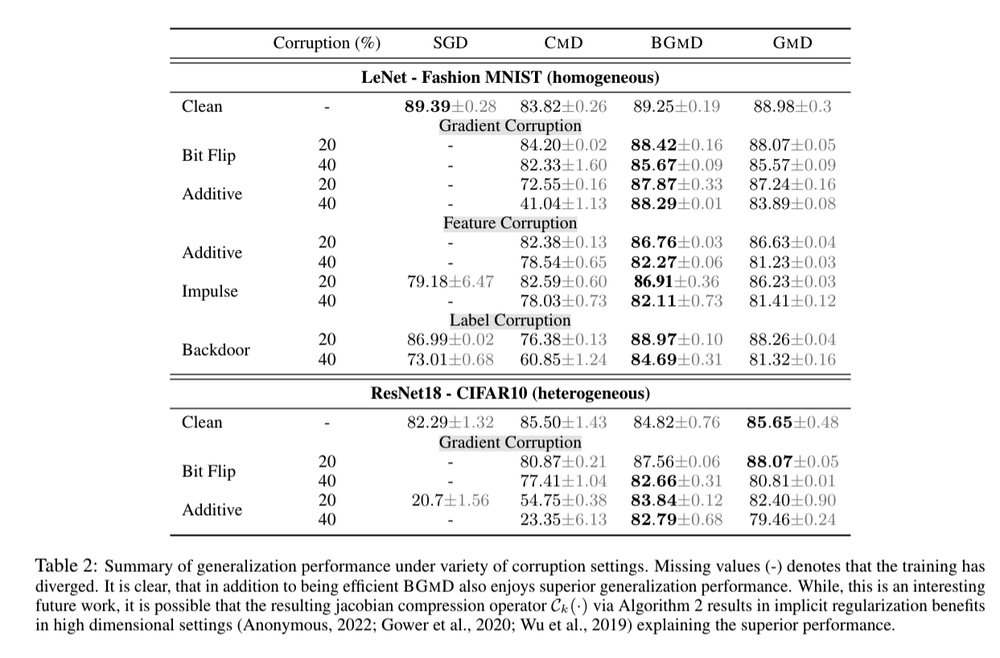 Corruption (%) SGD CMD BGMD GMD
LeNet - Fashion MNIST (homogeneous)
Clean - 89.39±0.28 83.82±0.26 89.25±0.19 88.98±0.3
Gradient Corruption
Bit Flip 20 - 84.20±0.02 88.42±0.16 88.07±0.05
40 - 82.33±1.60 85.67±0.09 85.57±0.09
Additive 20 - 72.55±0.16 87.87±0.33 87.24±0.16
40 - 41.04±1.13 88.29±0.01 83.89±0.08
Feature Corruption
Additive 20 - 82.38±0.13 86.76±0.03 86.63±0.04
40 - 78.54±0.65 82.27±0.06 81.23±0.03
Impulse 20 79.18±6.47 82.59±0.60 86.91±0.36 86.23±0.03
40 - 78.03±0.73 82.11±0.73 81.41±0.12
Label Corruption
Backdoor 20 86.99±0.02 76.38±0.13 88.97±0.10 88.26±0.04
40 73.01±0.68 60.85±1.24 84.69±0.31 81.32±0.16
ResNet18 - CIFAR10 (heterogeneous)
Clean - 82.29±1.32 85.50±1.43 84.82±0.76 85.65±0.48
Gradient Corruption
Bit Flip 20 - 80.87±0.21 87.56±0.06 88.07±0.05
40 - 77.41±1.04 82.66±0.31 80.81±0.01
Additive 20 20.7±1.56 54.75±0.38 83.84±0.12 82.40±0.90
40 - 23.35±6.13 82.79±0.68 79.46±0.24
Table 2: Summary of generalization performance under variety of corruption settings. Missing values (-) denotes that the training has
diverged. It is clear, that in addition to being efficient BGMD also enjoys superior generalization performance. While, this is an interesting
future work, it is possible that the resulting jacobian compression operator 𝒞ₖ(·) via Algorithm 2 results in implicit regularization benefits
in high dimensional settings (Anonymous, 2022; Gower et al., 2020; Wu et al., 2019) explaining the superior performance.